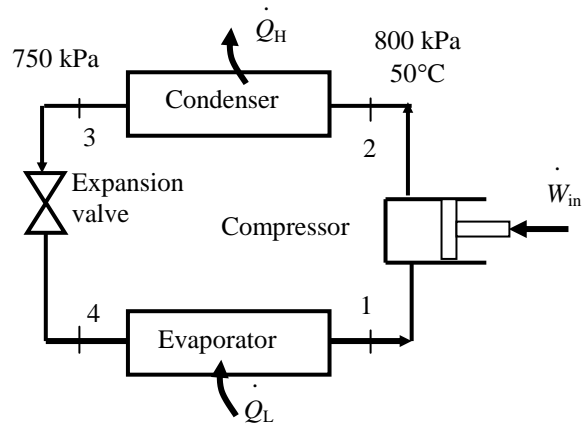 Q̇H
800 kPa
50°C
750 kPa
Condenser
3
2
Expansion
valve
Compressor
Ẇin
4
1
Evaporator
Q̇L